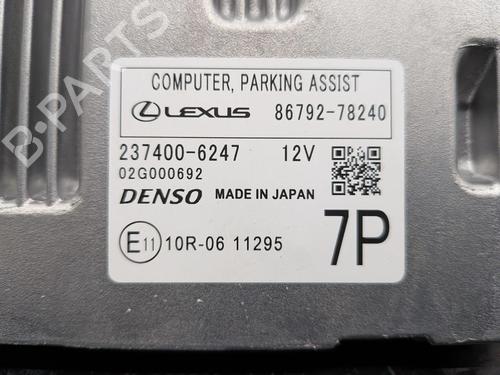 COMPUTER, PARKING ASSIST
LEXUS 86792-78240
237400-6247 12V
02G000692
DENSO MADE IN JAPAN
E11 10R-06 11295
7P
B-PARTS